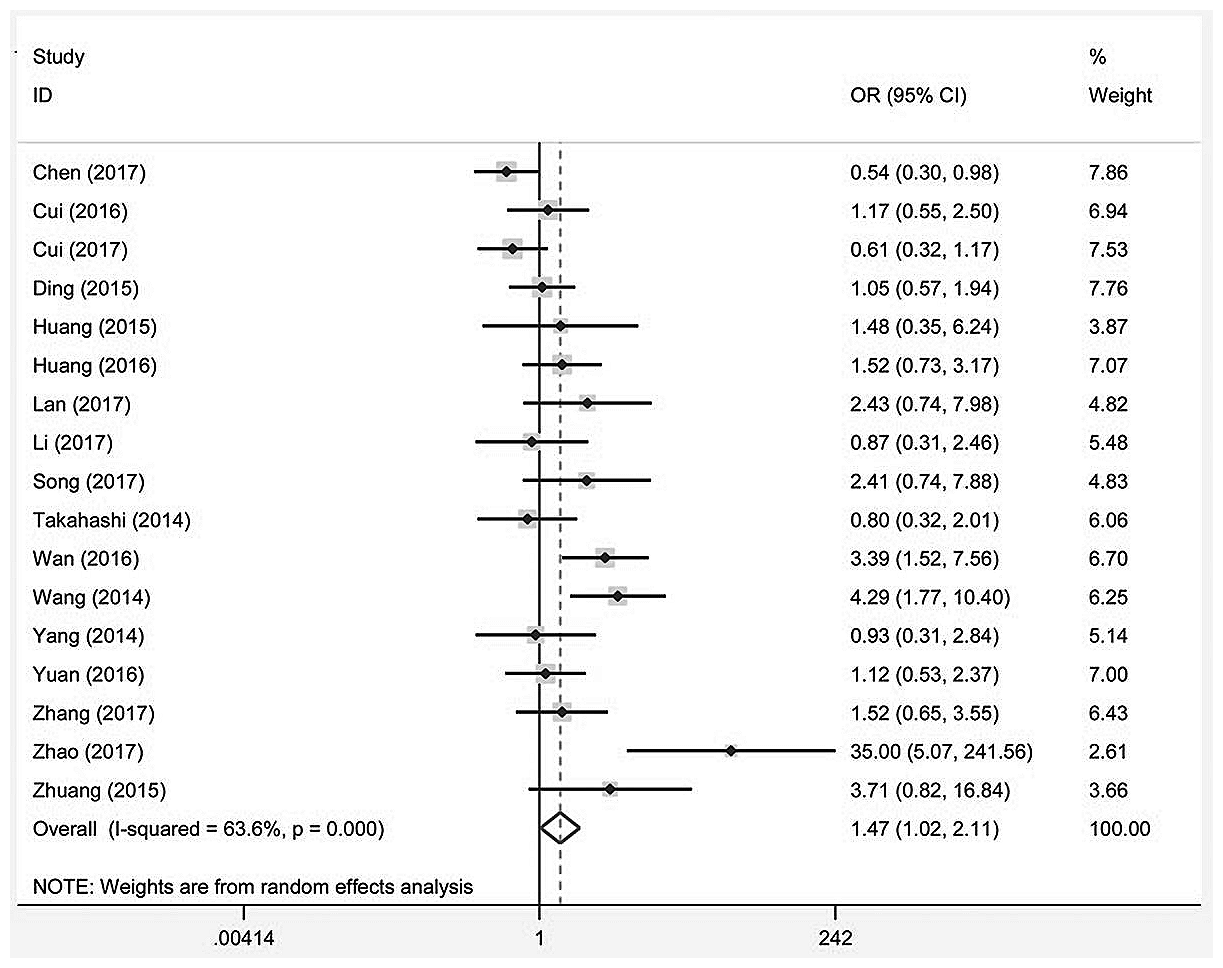 Study %
ID OR (95% CI) Weight
Chen (2017) 0.54 (0.30, 0.98) 7.86
Cui (2016) 1.17 (0.55, 2.50) 6.94
Cui (2017) 0.61 (0.32, 1.17) 7.53
Ding (2015) 1.05 (0.57, 1.94) 7.76
Huang (2015) 1.48 (0.35, 6.24) 3.87
Huang (2016) 1.52 (0.73, 3.17) 7.07
Lan (2017) 2.43 (0.74, 7.98) 4.82
Li (2017) 0.87 (0.31, 2.46) 5.48
Song (2017) 2.41 (0.74, 7.88) 4.83
Takahashi (2014) 0.80 (0.32, 2.01) 6.06
Wan (2016) 3.39 (1.52, 7.56) 6.70
Wang (2014) 4.29 (1.77, 10.40) 6.25
Yang (2014) 0.93 (0.31, 2.84) 5.14
Yuan (2016) 1.12 (0.53, 2.37) 7.00
Zhang (2017) 1.52 (0.65, 3.55) 6.43
Zhao (2017) 35.00 (5.07, 241.56) 2.61
Zhuang (2015) 3.71 (0.82, 16.84) 3.66
Overall (I-squared = 63.6%, p = 0.000) 1.47 (1.02, 2.11) 100.00
NOTE: Weights are from random effects analysis
.00414 1 242